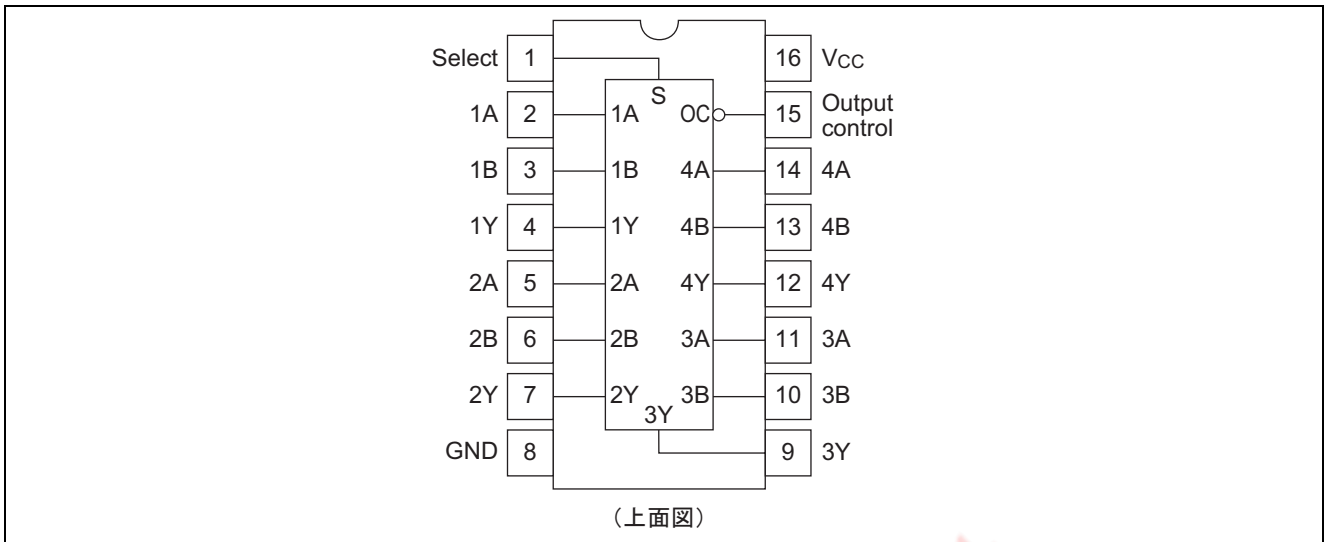 Select 1 16 VCC
S
1A 2 1A OC 15 Output control
1B 3 1B 4A 14 4A
1Y 4 1Y 4B 13 4B
2A 5 2A 4Y 12 4Y
2B 6 2B 3A 11 3A
2Y 7 2Y 3B 10 3B
3Y
GND 8 9 3Y
（上面図）